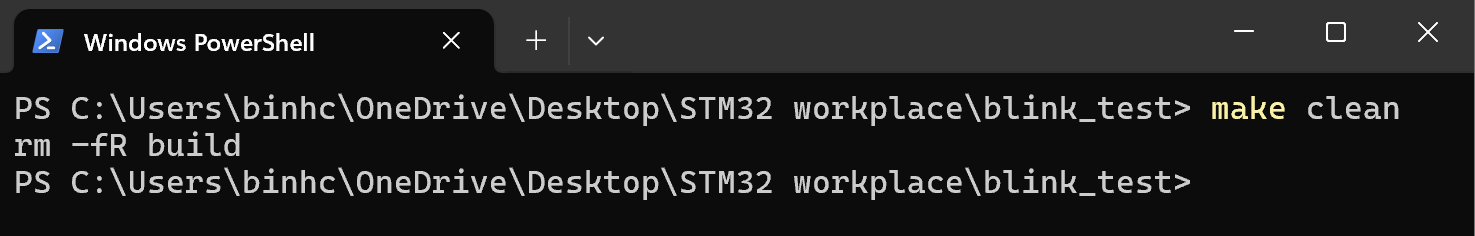 Windows PowerShell
PS C:\Users\binhc\OneDrive\Desktop\STM32 workplace\blink_test> make clean
rm -fR build
PS C:\Users\binhc\OneDrive\Desktop\STM32 workplace\blink_test>